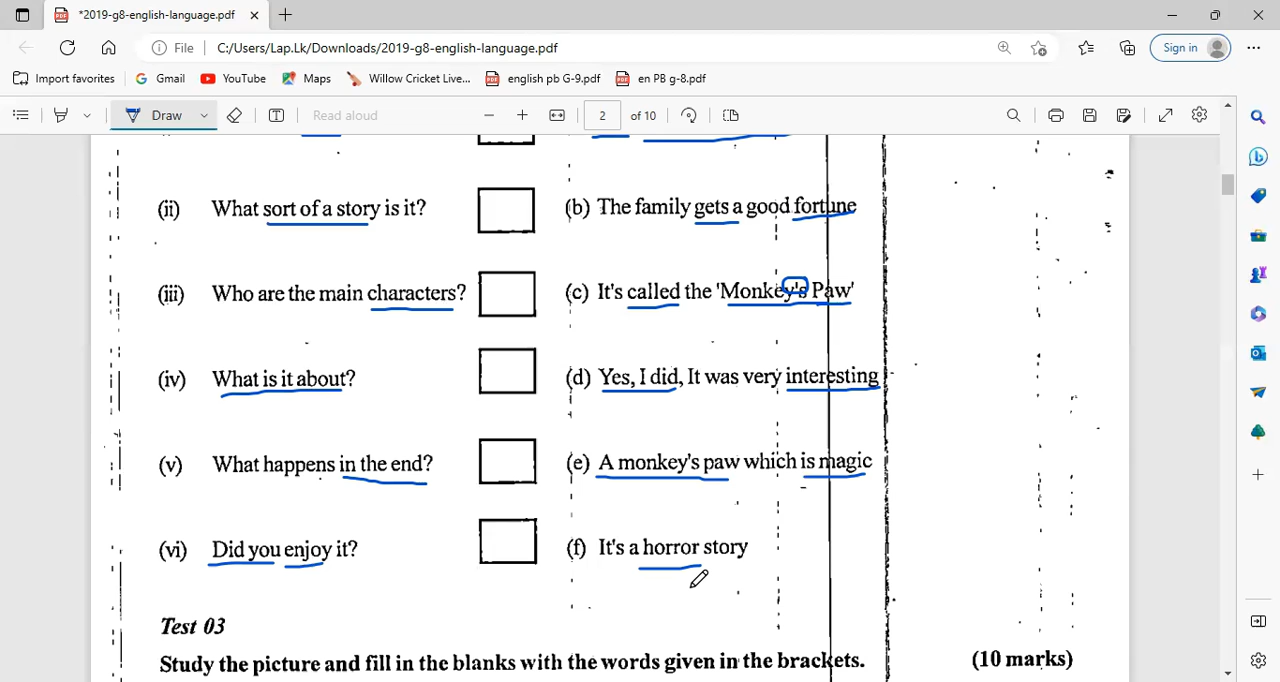 *2019-g8-english-language.pdf
File C:/Users/Lap.Lk/Downloads/2019-g8-english-language.pdf
Sign in
Import favorites Gmail YouTube Maps Willow Cricket Live... english pb G-9.pdf en PB g-8.pdf
Draw Read aloud 2 of 10
(ii) What sort of a story is it? (b) The family gets a good fortune
(iii) Who are the main characters? (c) It's called the 'Monkey's Paw'
(iv) What is it about? (d) Yes, I did, It was very interesting
(v) What happens in the end? (e) A monkey's paw which is magic
(vi) Did you enjoy it? (f) It's a horror story
Test 03
Study the picture and fill in the blanks with the words given in the brackets. (10 marks)